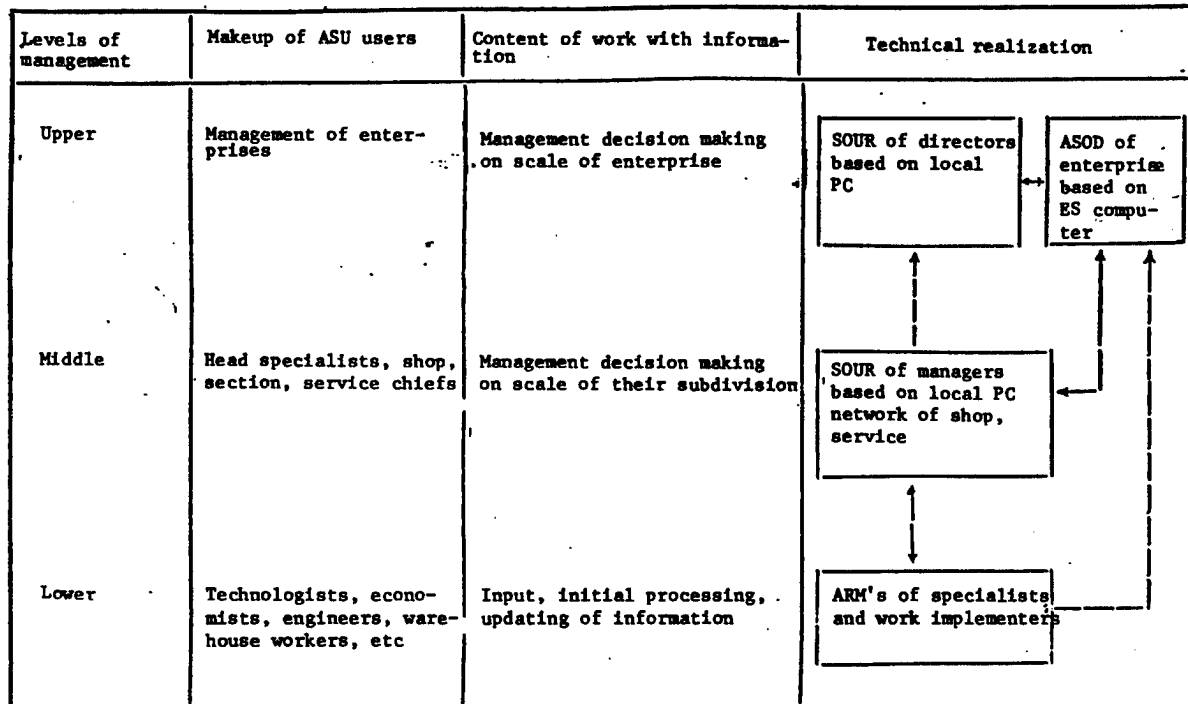 Levels of
management
Makeup of ASU users
Content of work with informa-
tion
Technical realization
Upper
Management of enter-
prises
Management decision making
on scale of enterprise
SOUR of directors
based on local
PC
ASOD of
enterprise
based on
ES compu-
ter
Middle
Head specialists, shop,
section, service chiefs
Management decision making
on scale of their subdivision
SOUR of managers
based on local PC
network of shop,
service
Lower
Technologists, econo-
mists, engineers, ware-
house workers, etc
Input, initial processing,
updating of information
ARM's of specialists
and work implementers